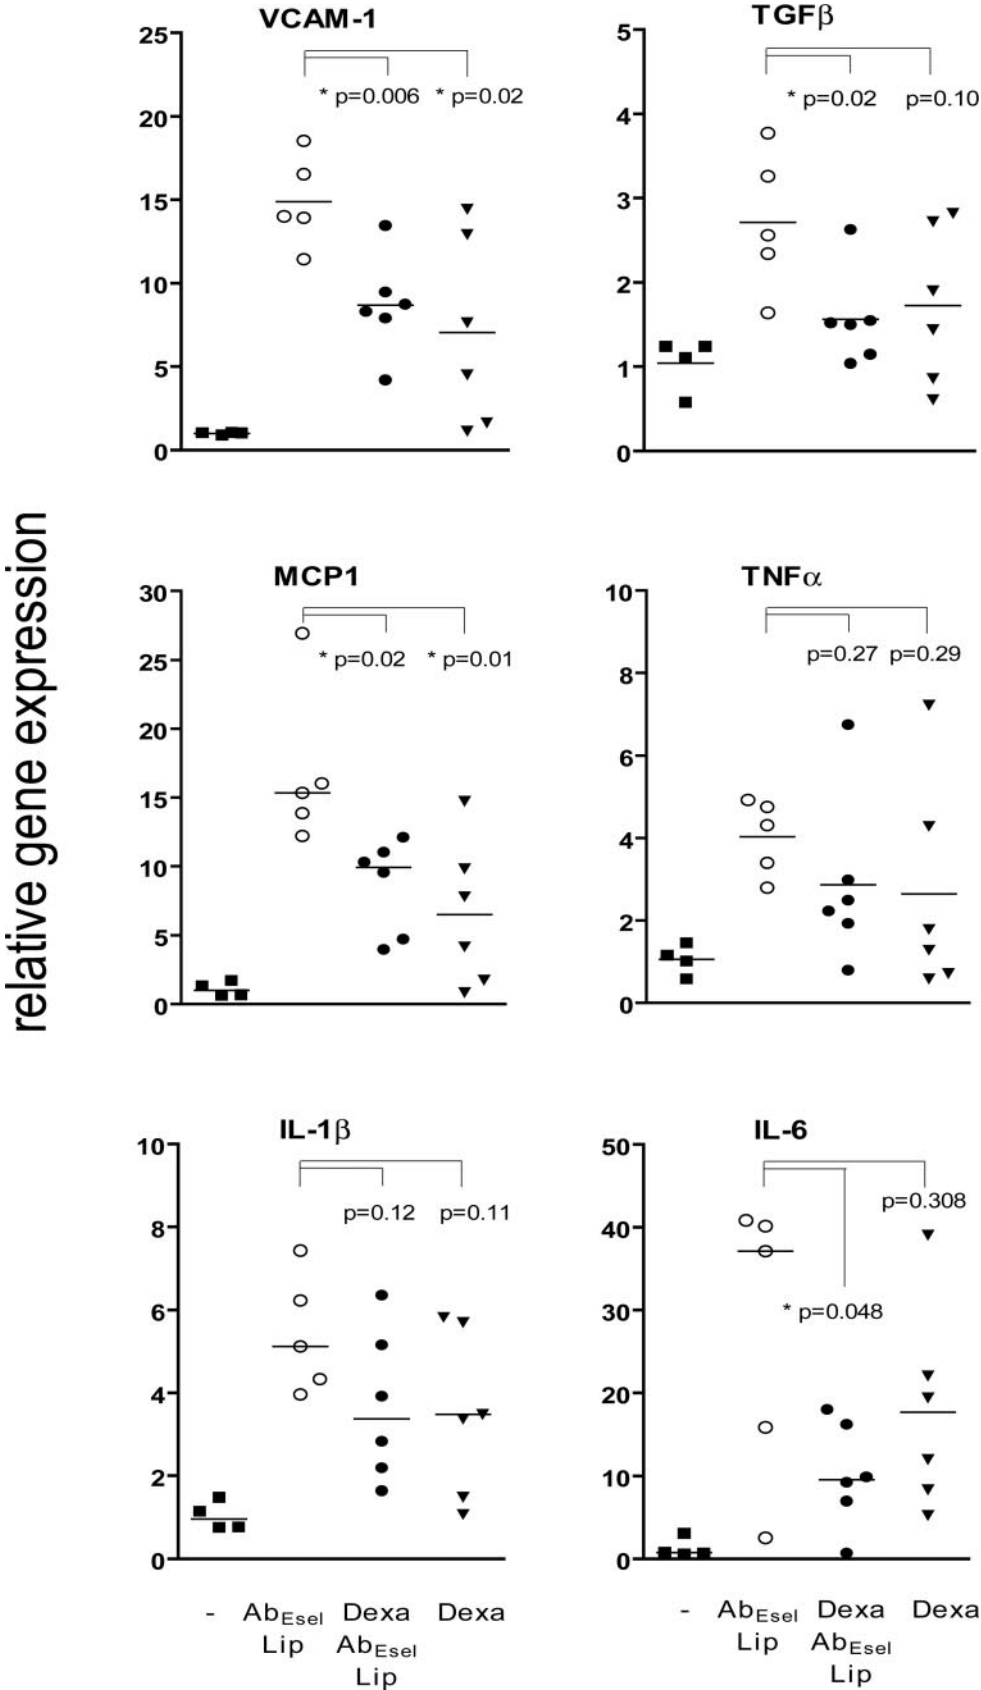 relative gene expression
VCAM-1
25
20
15
10
5
0
* p=0.006 * p=0.02
TGFβ
5
4
3
2
1
0
* p=0.02 p=0.10
MCP1
30
25
20
15
10
5
0
* p=0.02 * p=0.01
TNFα
10
8
6
4
2
0
p=0.27 p=0.29
IL-1β
10
8
6
4
2
0
p=0.12 p=0.11
IL-6
50
40
30
20
10
0
p=0.308
* p=0.048
- AbEsel Dexa Dexa
Lip AbEsel
Lip
- AbEsel Dexa Dexa
Lip AbEsel
Lip